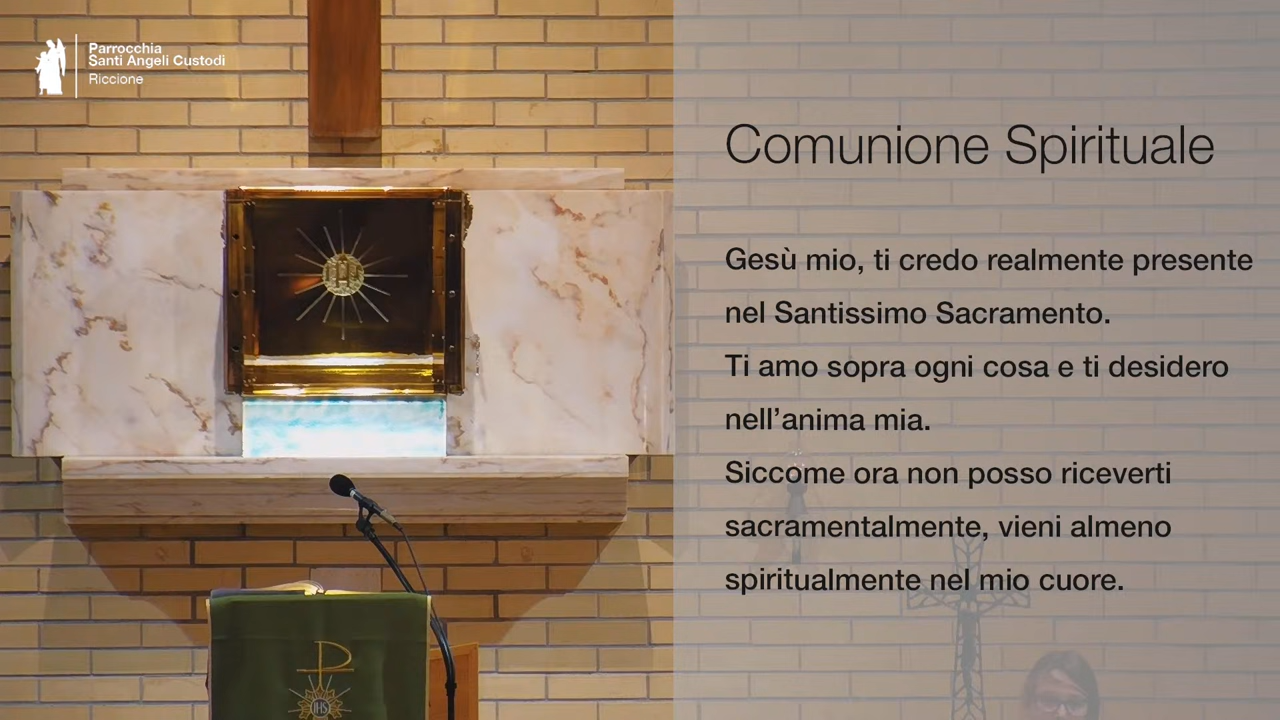 Parrocchia
Santi Angeli Custodi
Riccione
Comunione Spirituale
Gesù mio, ti credo realmente presente
nel Santissimo Sacramento.
Ti amo sopra ogni cosa e ti desidero
nell’anima mia.
Siccome ora non posso riceverti
sacramentalmente, vieni almeno
spiritualmente nel mio cuore.
IHS
IHS